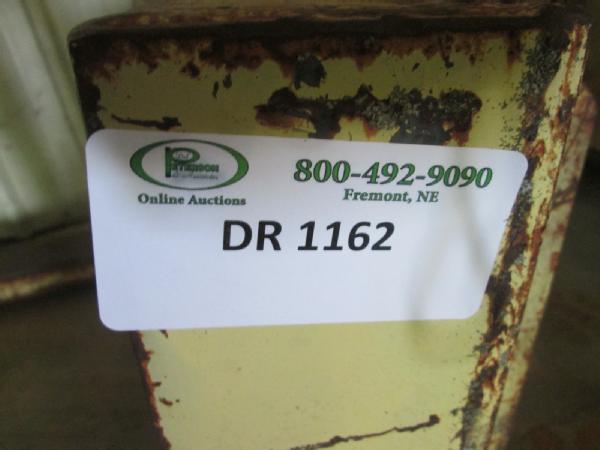 Online Auctions
800-492-9090
Fremont, NE
DR 1162